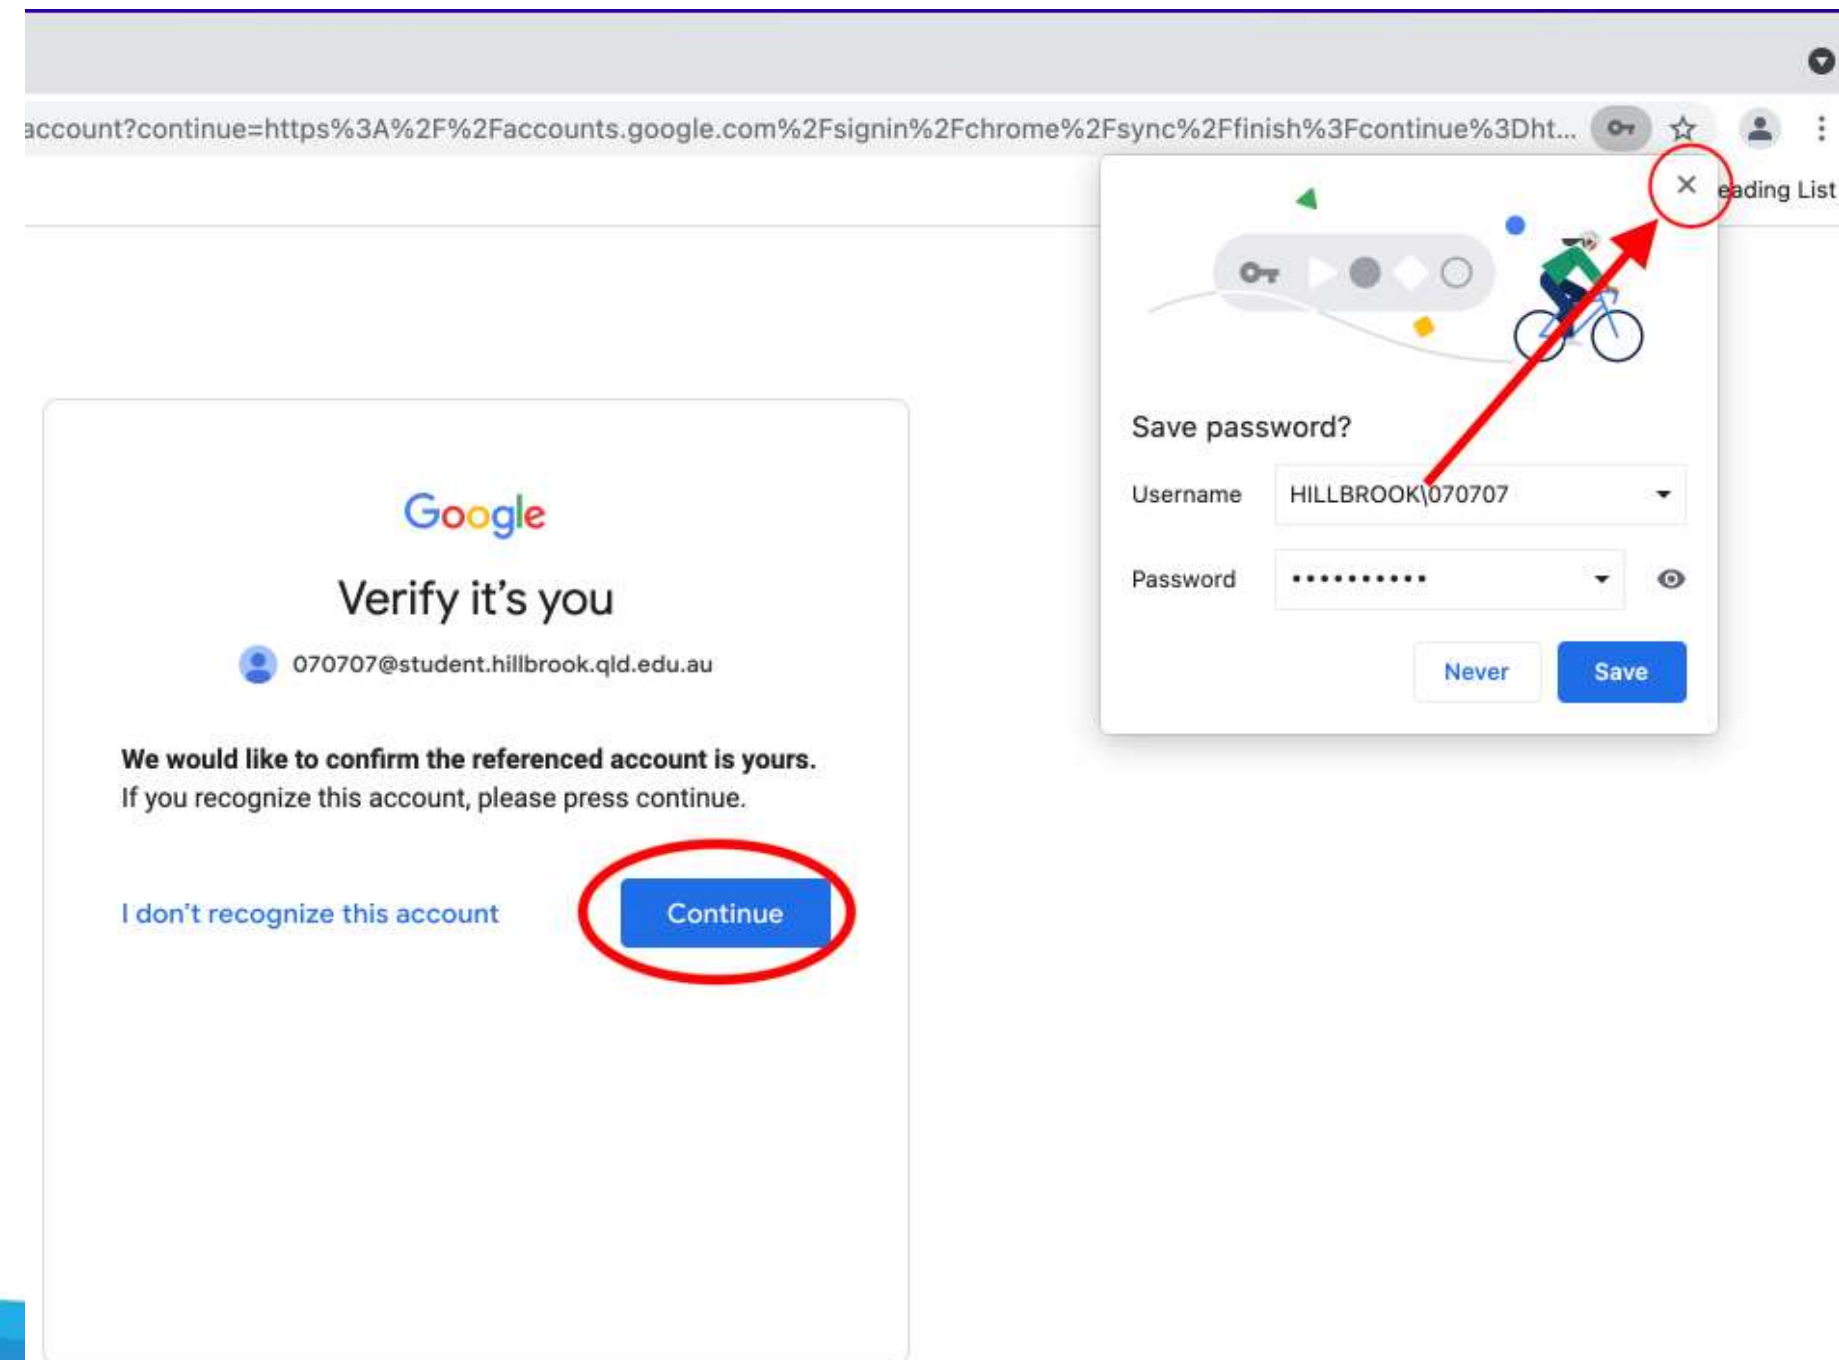 account?continue=https%3A%2F%2Faccounts.google.com%2Fsignin%2Fchrome%2Fsync%2Ffinish%3Fcontinue%3Dht...
eading List
Save password?
Username HILLBROOK\070707
Password ••••••••••
Never Save
Google
Verify it's you
070707@student.hillbrook.qld.edu.au
We would like to confirm the referenced account is yours.
If you recognize this account, please press continue.
I don't recognize this account Continue